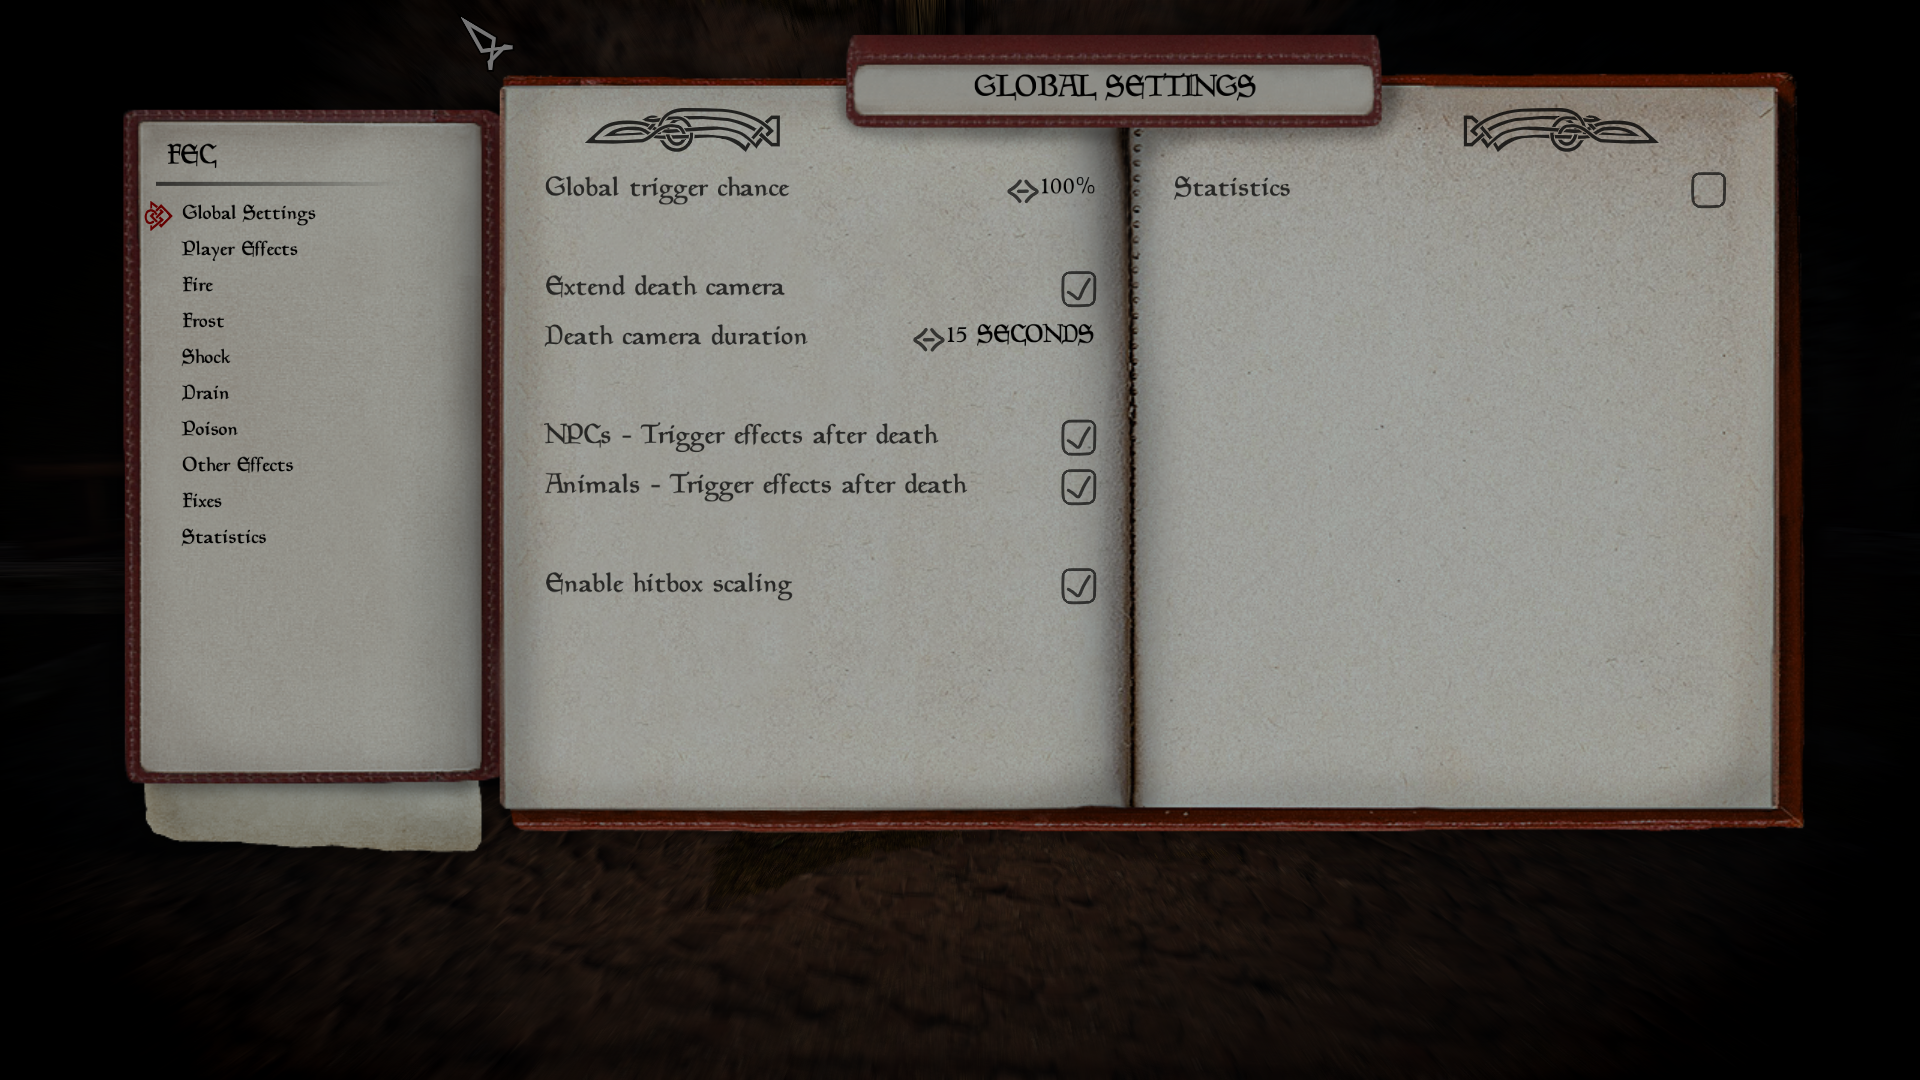 GLOBAL SETTINGS
FEC
Global Settings
Player Effects
Fire
Frost
Shock
Drain
Poison
Other Effects
Fixes
Statistics
Global trigger chance 100%
Extend death camera
Death camera duration 15 SECONDS
NPCs - Trigger effects after death
Animals - Trigger effects after death
Enable hitbox scaling
Statistics